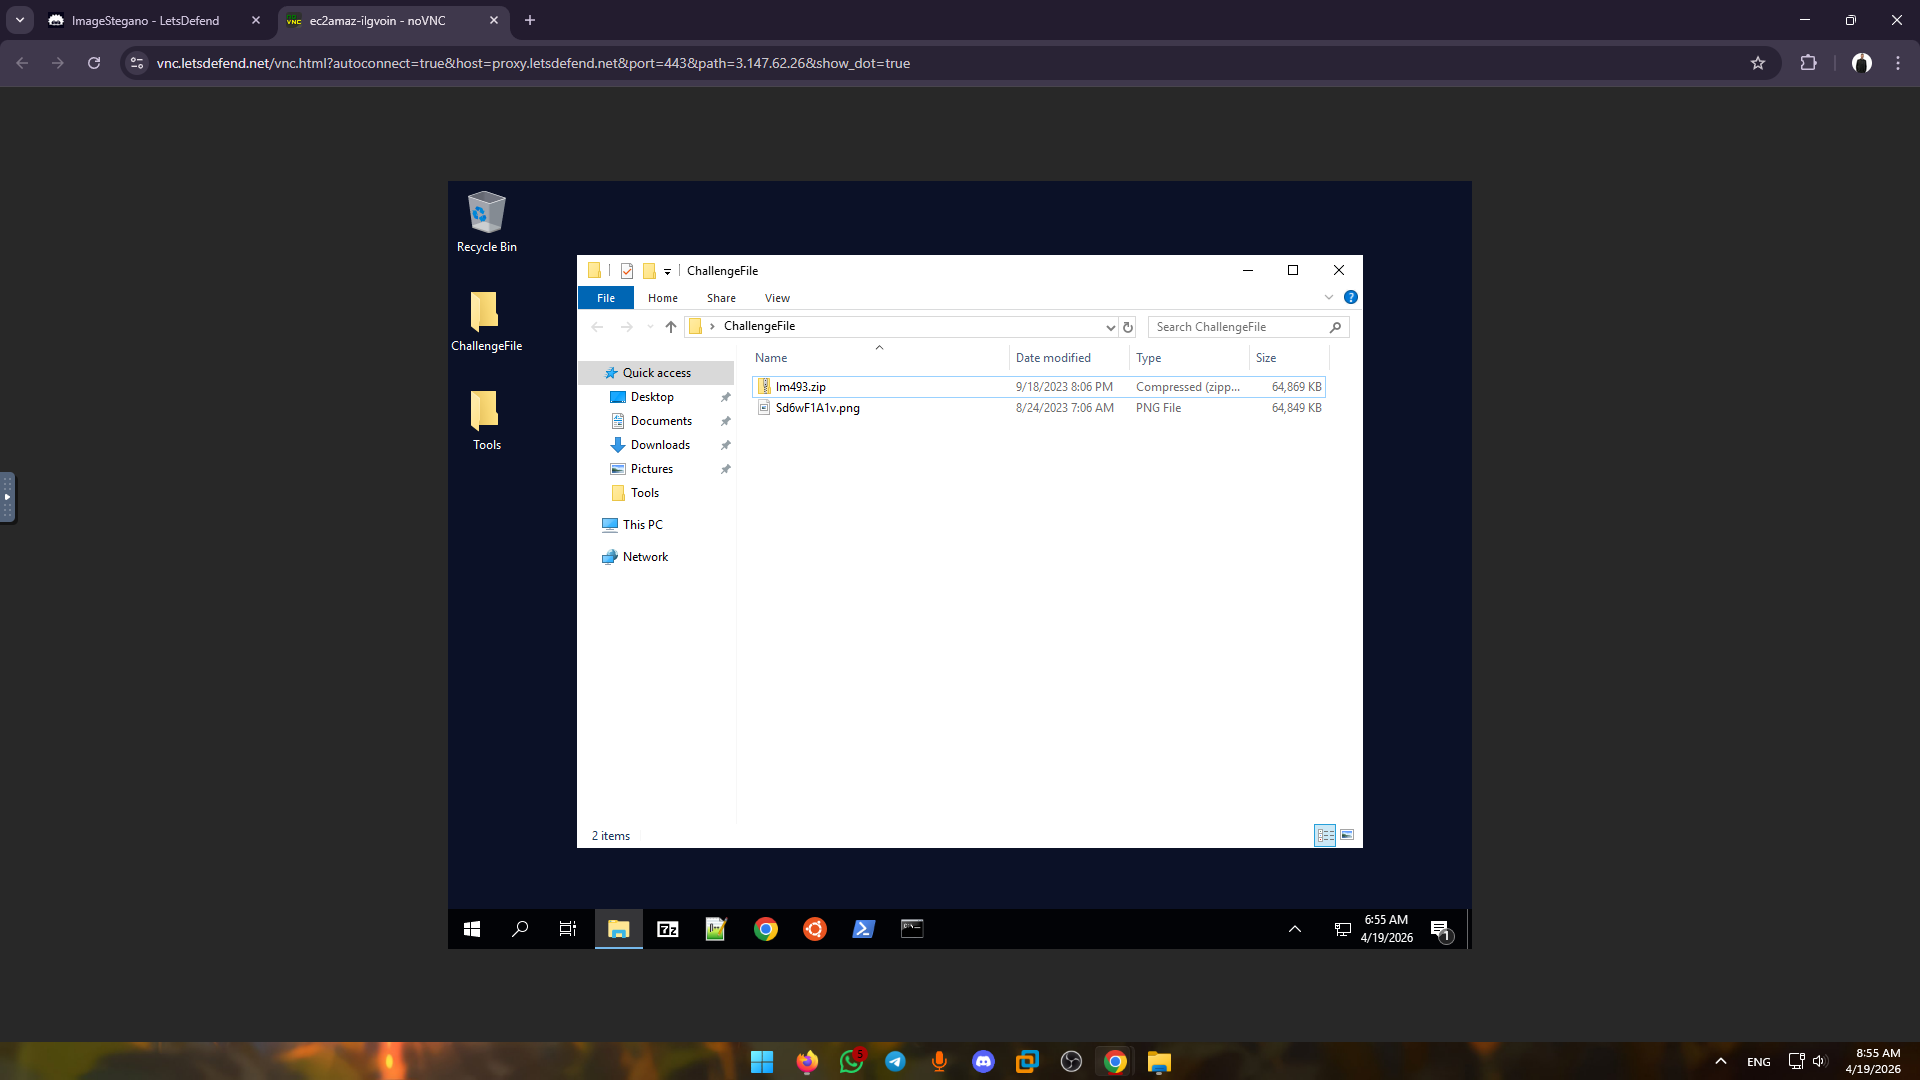 ImageStegano - LetsDefend
ec2amaz-ilgvoin - noVNC
vnc.letsdefend.net/vnc.html?autoconnect=true&host=proxy.letsdefend.net&port=443&path=3.147.62.26&show_dot=true
Recycle Bin
ChallengeFile
Tools
ChallengeFile
File Home Share View
ChallengeFile
Search ChallengeFile
Name Date modified Type Size
Quick access
Desktop
Documents
Downloads
Pictures
Tools
This PC
Network
Im493.zip 9/18/2023 8:06 PM Compressed (zipp... 64,869 KB
Sd6wF1A1v.png 8/24/2023 7:06 AM PNG File 64,849 KB
2 items
6:55 AM
4/19/2026
1
5
ENG
8:55 AM
4/19/2026